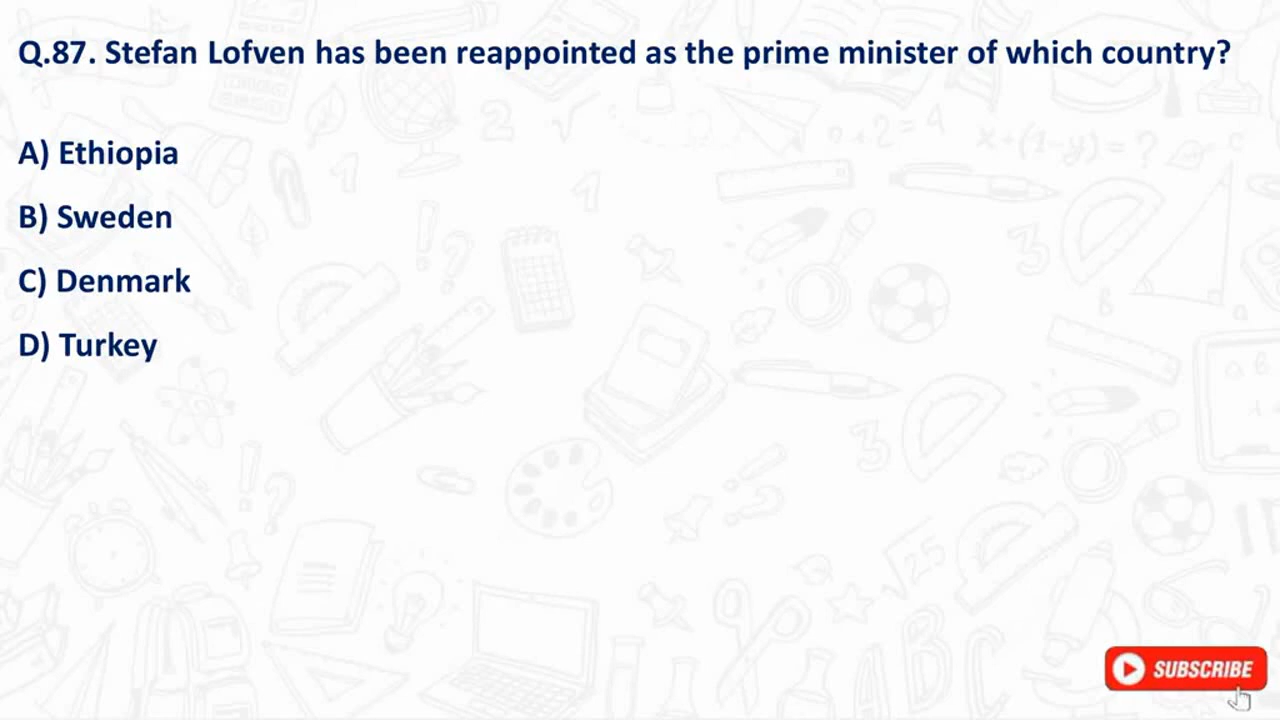 Q.87. Stefan Lofven has been reappointed as the prime minister of which country?
A) Ethiopia
B) Sweden
C) Denmark
D) Turkey
SUBSCRIBE